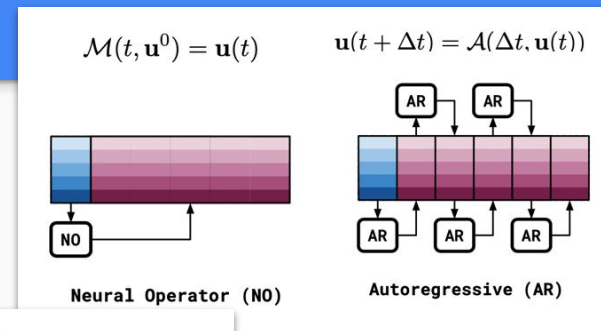 ℳ(t, u⁰) = u(t)
u(t + Δt) = 𝒜(Δt, u(t))
AR AR
NO
AR AR AR
Neural Operator (NO)
Autoregressive (AR)